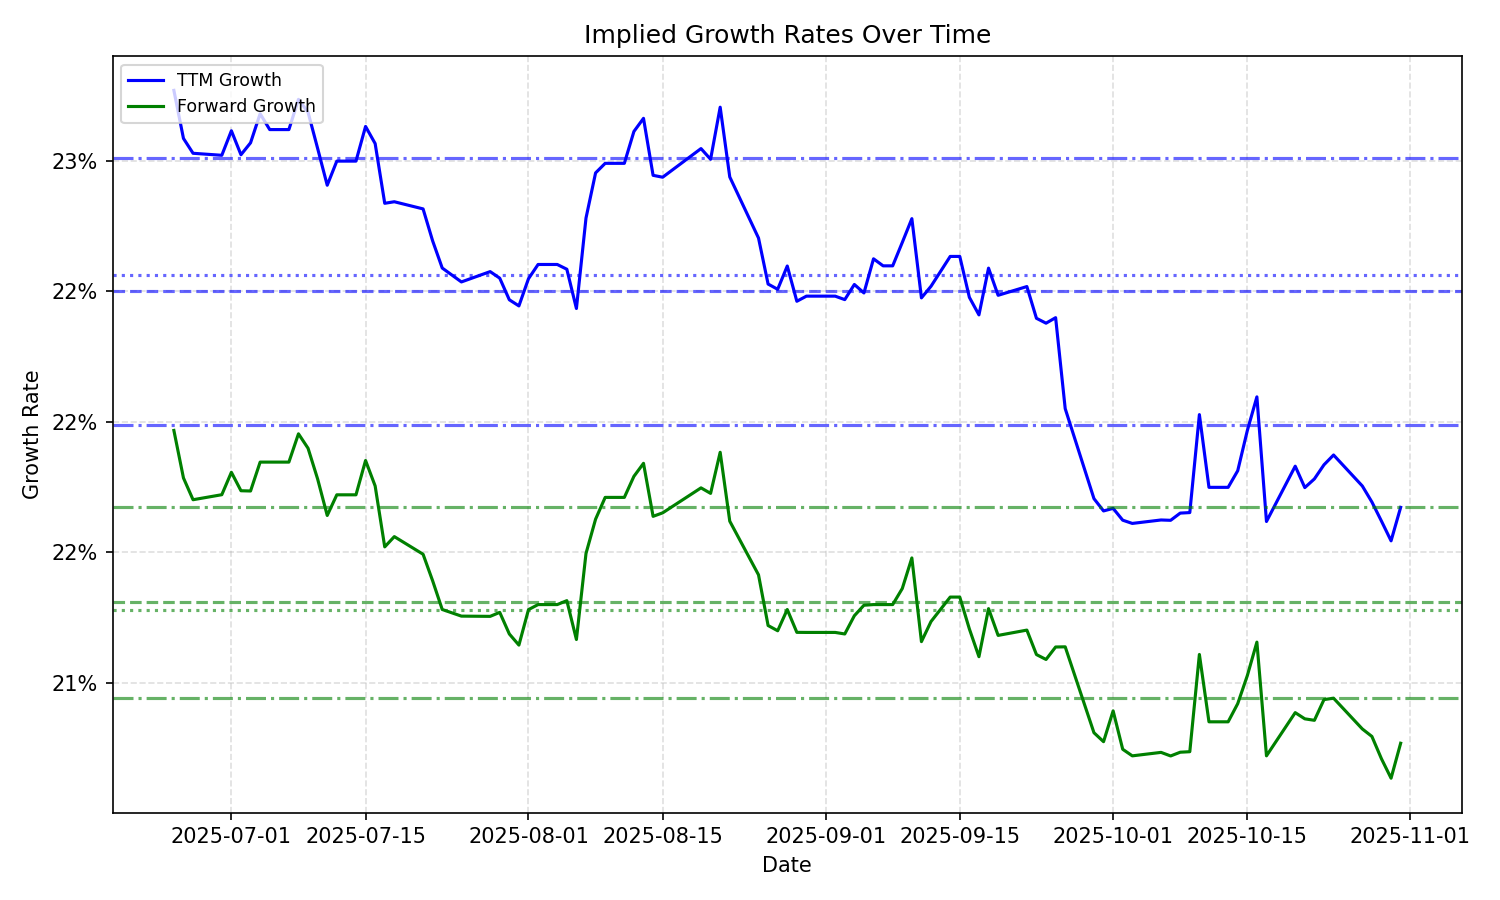 Implied Growth Rates Over Time
TTM Growth
Forward Growth
Growth Rate
23%
22%
22%
22%
21%
2025-07-01
2025-07-15
2025-08-01
2025-08-15
2025-09-01
2025-09-15
2025-10-01
2025-10-15
2025-11-01
Date